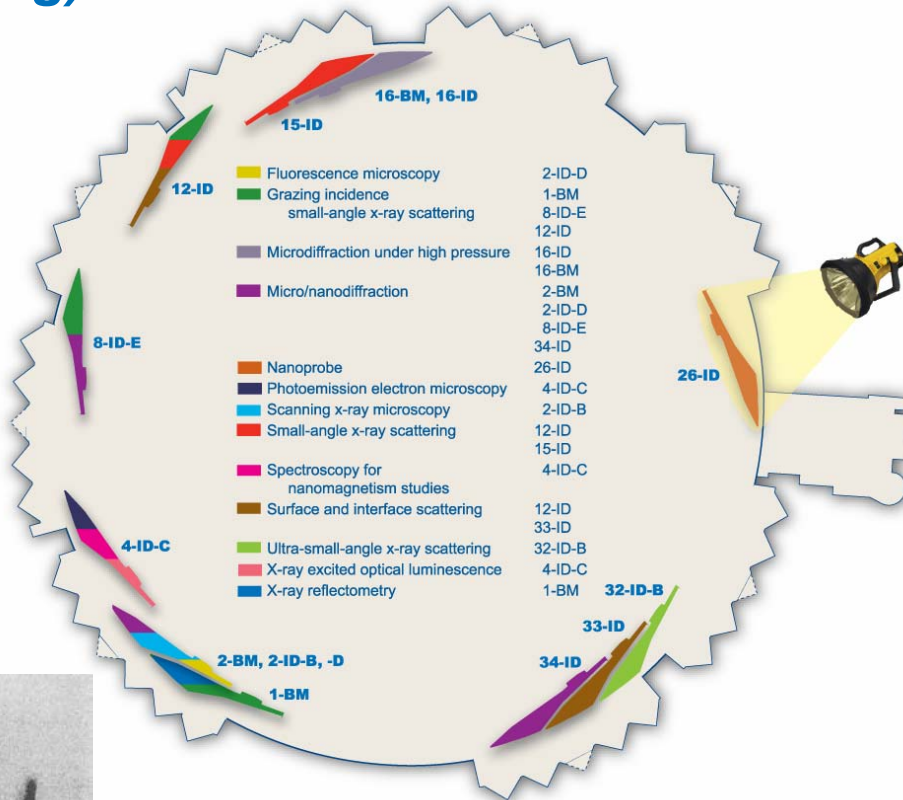 g)
16-BM, 16-ID
15-ID
12-ID
Fluorescence microscopy 2-ID-D
Grazing incidence 1-BM
small-angle x-ray scattering 8-ID-E
12-ID
Microdiffraction under high pressure 16-ID
16-BM
Micro/nanodiffraction 2-BM
2-ID-D
8-ID-E
34-ID
8-ID-E
26-ID
Nanoprobe 26-ID
Photoemission electron microscopy 4-ID-C
Scanning x-ray microscopy 2-ID-B
Small-angle x-ray scattering 12-ID
15-ID
Spectroscopy for 4-ID-C
nanomagnetism studies
Surface and interface scattering 12-ID
33-ID
Ultra-small-angle x-ray scattering 32-ID-B
X-ray excited optical luminescence 4-ID-C
X-ray reflectometry 1-BM
4-ID-C
32-ID-B
33-ID
34-ID
2-BM, 2-ID-B, -D
1-BM